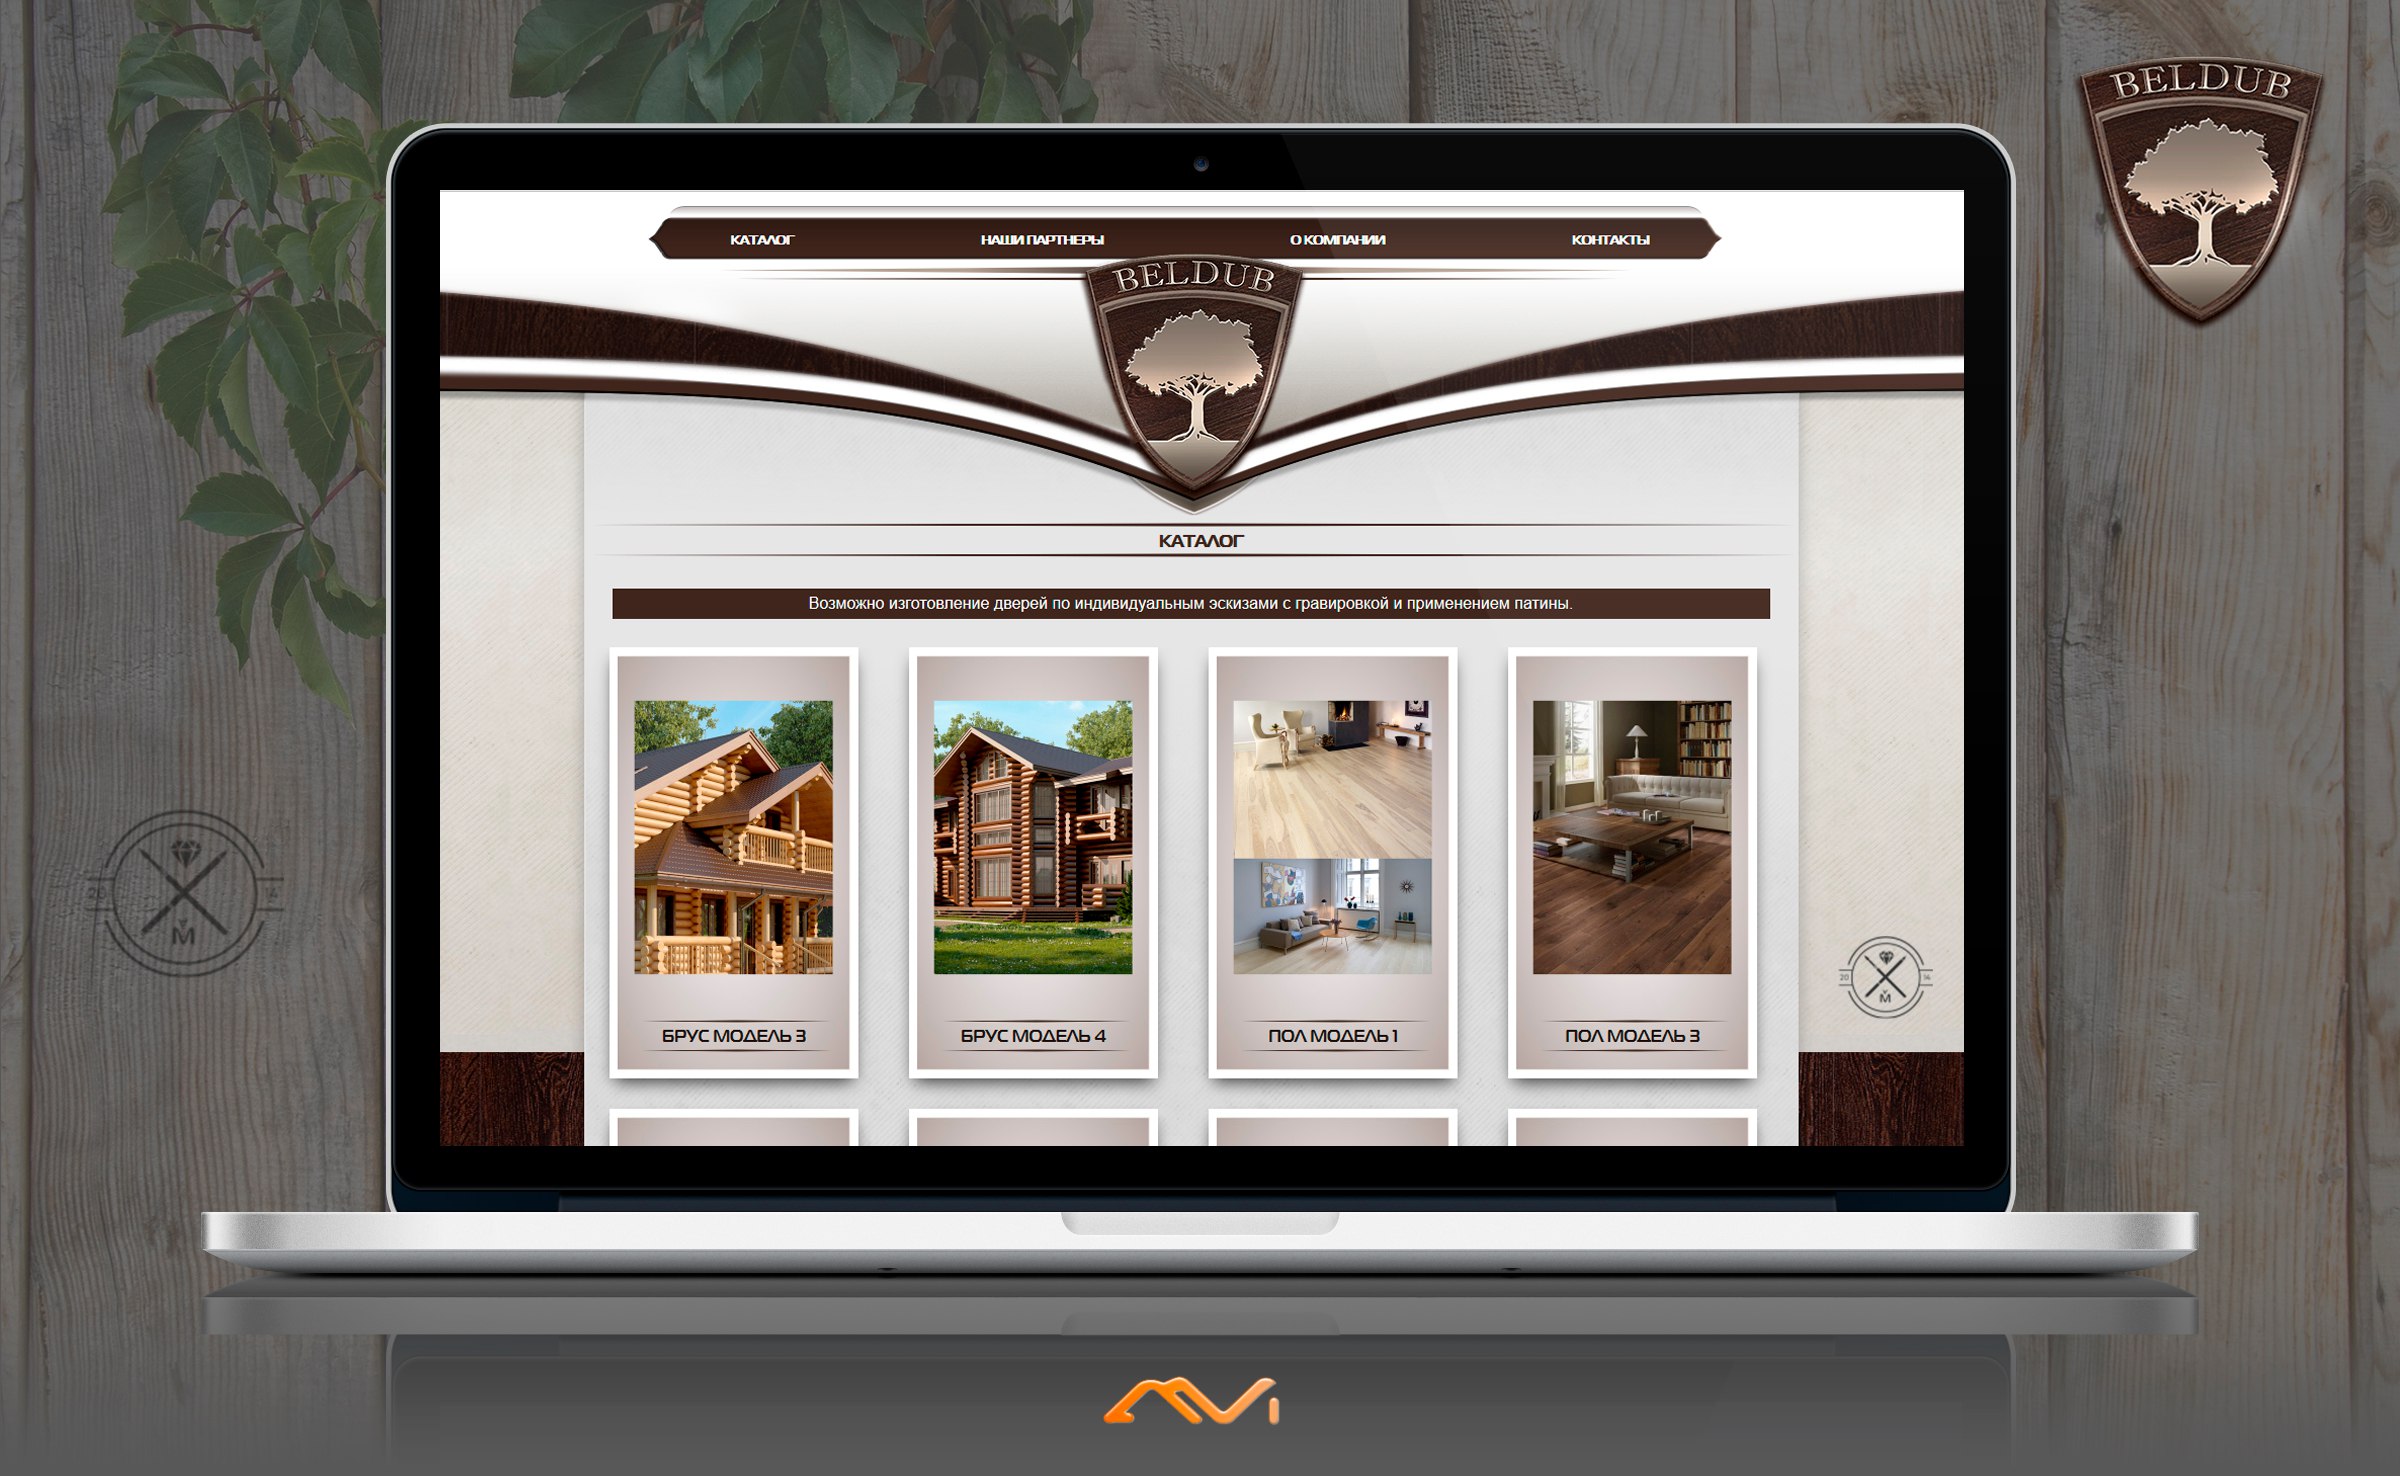 BELDUB
КАТАЛОГ
НАШИ ПАРТНЕРЫ
О КОМПАНИИ
КОНТАКТЫ
BELDUB
КАТАЛОГ
Возможно изготовление дверей по индивидуальным эскизами с гравировкой и применением патины.
БРУС МОДЕЛЬ 3
БРУС МОДЕЛЬ 4
ПОЛ МОДЕЛЬ 1
ПОЛ МОДЕЛЬ 3
20 14
М
20 14
М